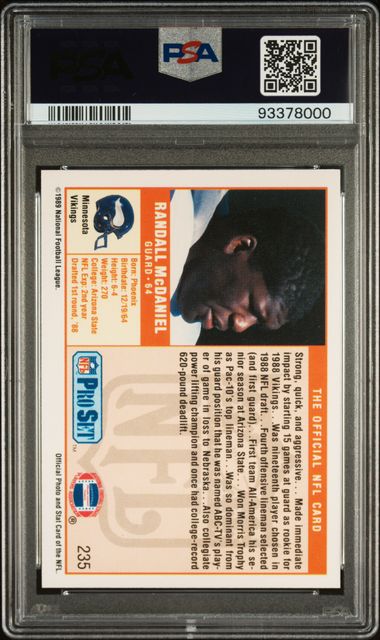 PSA
93378000
THE OFFICIAL NFL CARD
Strong, quick, and aggressive. . . Made immediate
impact by starting 15 games at guard as rookie for
1988 Vikings. . .Was nineteenth player chosen in
1988 NFL draft. . .Fourth offensive lineman selected
(and first guard). . .First team All-America his se-
nior season at Arizona State. . . Won Morris Trophy
as Pac-10's top lineman. . .Was so dominant from
his guard position that he was named ABC-TV's play-
er of game in loss to Nebraska. . .Also collegiate
power lifting champion and once had college-record
620-pound deadlift.
RANDALL McDANIEL
GUARD • 64
Born: Phoenix
Birthdate: 12/19/64
Height: 6-4
Weight: 270
College: Arizona State
NFL Exp: 2nd year
Drafted 1st round, '88
Minnesota
Vikings
NFL PRO SET™
NFL
®
235
©1989 National Football League.
Official Photo and Stat Card of the NFL